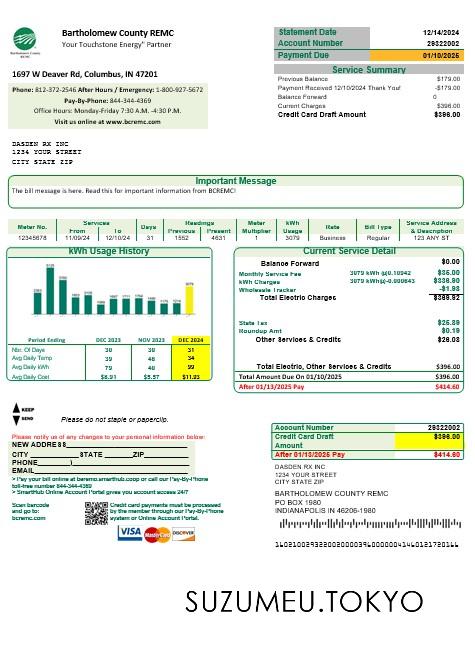 Bartholomew County REMC
Your Touchstone Energy® Partner
1697 W Deaver Rd, Columbus, IN 47201
Phone: 812-372-2546 After Hours / Emergency: 1-800-927-5672
Pay-By-Phone: 844-344-4369
Office Hours: Monday-Friday 7:30 A.M. -4:30 P.M.
Visit us online at www.bcremc.com
Statement Date 12/14/2024
Account Number 29322002
Payment Due 01/10/2025
Service Summary
Previous Balance $179.00
Payment Received 12/10/2024 Thank You! -$179.00
Balance Forward 0
Current Charges $396.00
Credit Card Draft Amount $396.00
DASDEN RX INC
1234 YOUR STREET
CITY STATE ZIP
Important Message
The bill message is here. Read this for important information from BCREMC!
Meter No. Services From To Days Readings Previous Present Meter Multiplier kWh Usage Rate Bill Type Service Address & Description
12345678 11/09/24 12/10/24 31 1552 4631 1 3079 Business Regular 123 ANY ST
kWh Usage History
Period Ending DEC 2023 NOV 2023 DEC 2024
Nbr. Of Days 30 30 31
Avg Daily Temp 39 48 34
Avg Daily kWh 79 48 99
Avg Daily Cost $8.91 $5.57 $11.93
Current Service Detail
Balance Forward $0.00
Monthly Service Fee $35.00
kWh Charges
Wholesale Tracker -$1.98
Total Electric Charges
State Tax
Roundup Amt $0.19
Other Services & Credits $26.08
Total Electric, Other Services & Credits $396.00
Total Amount Due On 01/10/2025 $396.00
After 01/13/2025 Pay $414.60
KEEP
SEND
Please do not staple or paperclip.
Please notify us of any changes to your personal information below:
NEW ADDRESS
CITY STATE ZIP
PHONE )
EMAIL
> Pay your bill online at bcremc.smarthub.coop or call our Pay-By-Phone
toll-free number 844-344-4369
> SmartHub Online Account Portal gives you account access 24/7
Scan barcode
and go to:
bcremc.com
Credit card payments must be processed
by the member through our Pay-By-Phone
system or Online Account Portal.
VISA MasterCard DISCOVER
Account Number 29322002
Credit Card Draft Amount $396.00
After 01/13/2025 Pay $414.60
DASDEN RX INC
1234 YOUR STREET
CITY STATE ZIP
BARTHOLOMEW COUNTY REMC
PO BOX 1980
INDIANAPOLIS IN 46206-1980
SUZUMEU.TOKYO